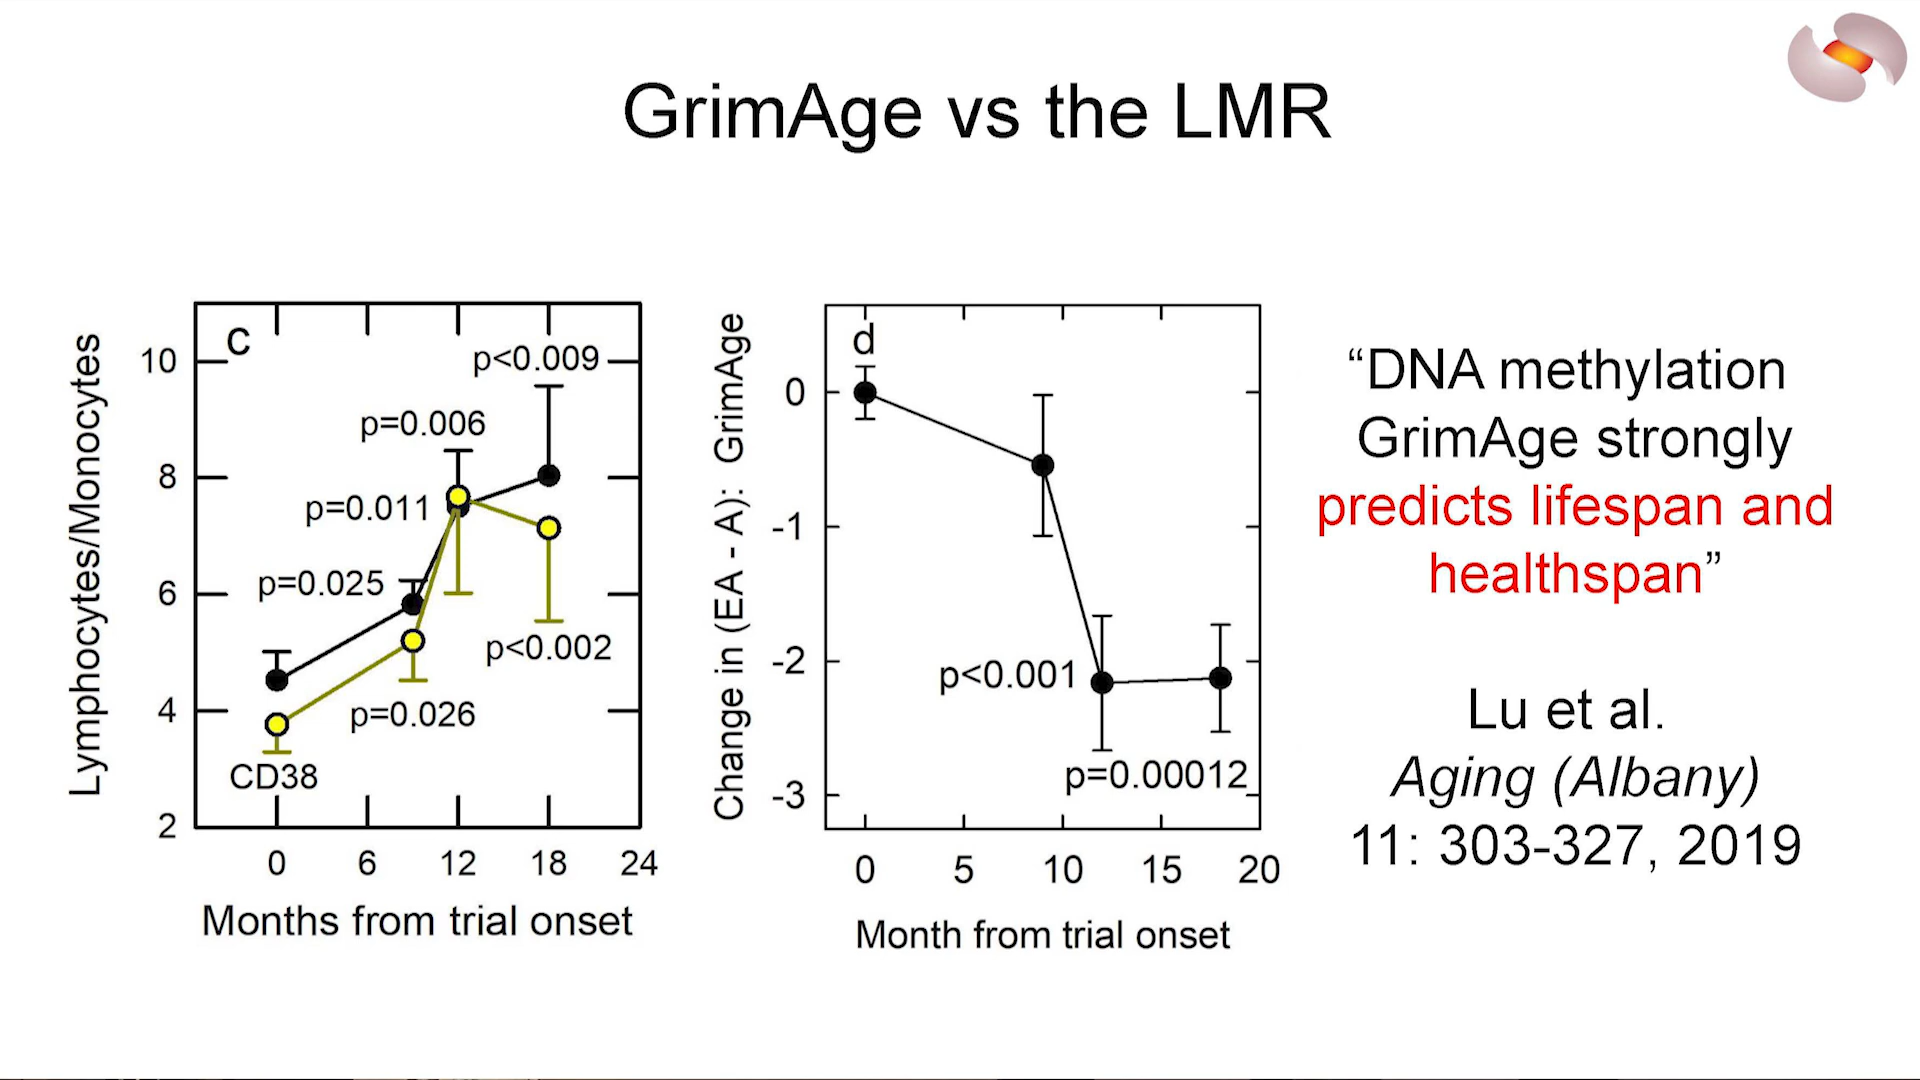 GrimAge vs the LMR
Lymphocytes/Monocytes
c
10
8
6
4
2
p<0.009
p=0.006
p=0.011
p=0.025
p<0.002
p=0.026
CD38
0 6 12 18 24
Months from trial onset
Change in (EA - A): GrimAge
d
0
-1
-2
-3
p<0.001
p=0.00012
0 5 10 15 20
Month from trial onset
“DNA methylation
GrimAge strongly
predicts lifespan and
healthspan”
Lu et al.
Aging (Albany)
11: 303-327, 2019